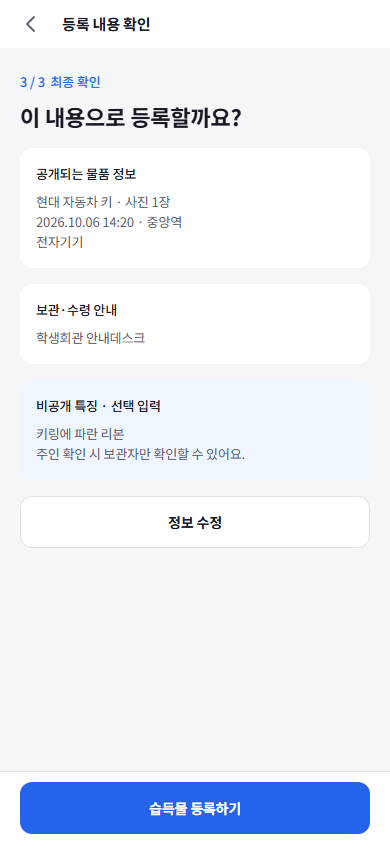 등록 내용 확인
3 / 3 최종 확인
이 내용으로 등록할까요?
공개되는 물품 정보
현대 자동차 키 · 사진 1장
2026.10.06 14:20 · 중앙역
전자기기
보관·수령 안내
학생회관 안내데스크
비공개 특징 · 선택 입력
키링에 파란 리본
주인 확인 시 보관자만 확인할 수 있어요.
정보 수정
습득물 등록하기